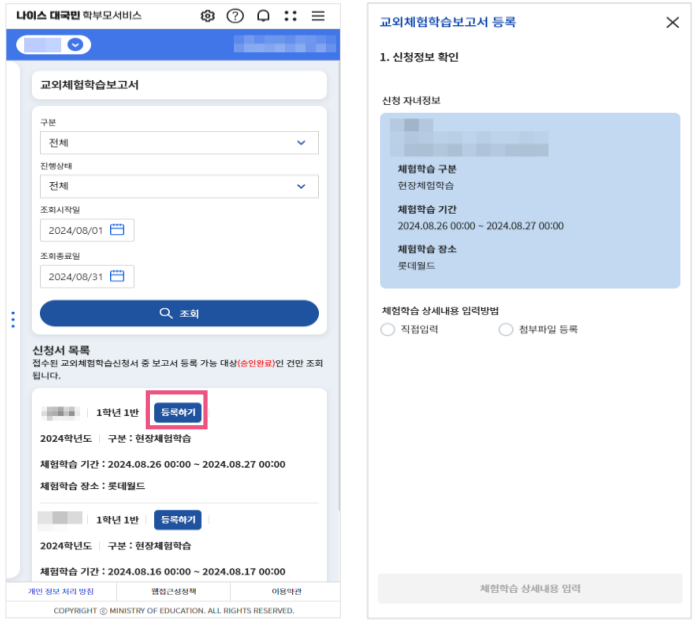 나이스 대국민 학부모서비스
교외체험학습보고서
구분
전체
진행상태
전체
조회시작일
2024/08/01
조회종료일
2024/08/31
조회
신청서 목록
접수된 교외체험학습신청서 중 보고서 등록 가능 대상(승인완료)인 건만 조회
됩니다.
1학년 1반 등록하기
2024학년도 구분 : 현장체험학습
체험학습 기간 : 2024.08.26 00:00 ~ 2024.08.27 00:00
체험학습 장소 : 롯데월드
1학년 1반 등록하기
2024학년도 구분 : 현장체험학습
체험학습 기간 : 2024.08.16 00:00 ~ 2024.08.17 00:00
개인 정보 처리 방침 웹접근성정책 이용약관
COPYRIGHT ⓒ MINISTRY OF EDUCATION. ALL RIGHTS RESERVED.
교외체험학습보고서 등록
1. 신청정보 확인
신청 자녀정보
체험학습 구분
현장체험학습
체험학습 기간
2024.08.26 00:00 ~ 2024.08.27 00:00
체험학습 장소
롯데월드
체험학습 상세내용 입력방법
직접입력 첨부파일 등록
체험학습 상세내용 입력